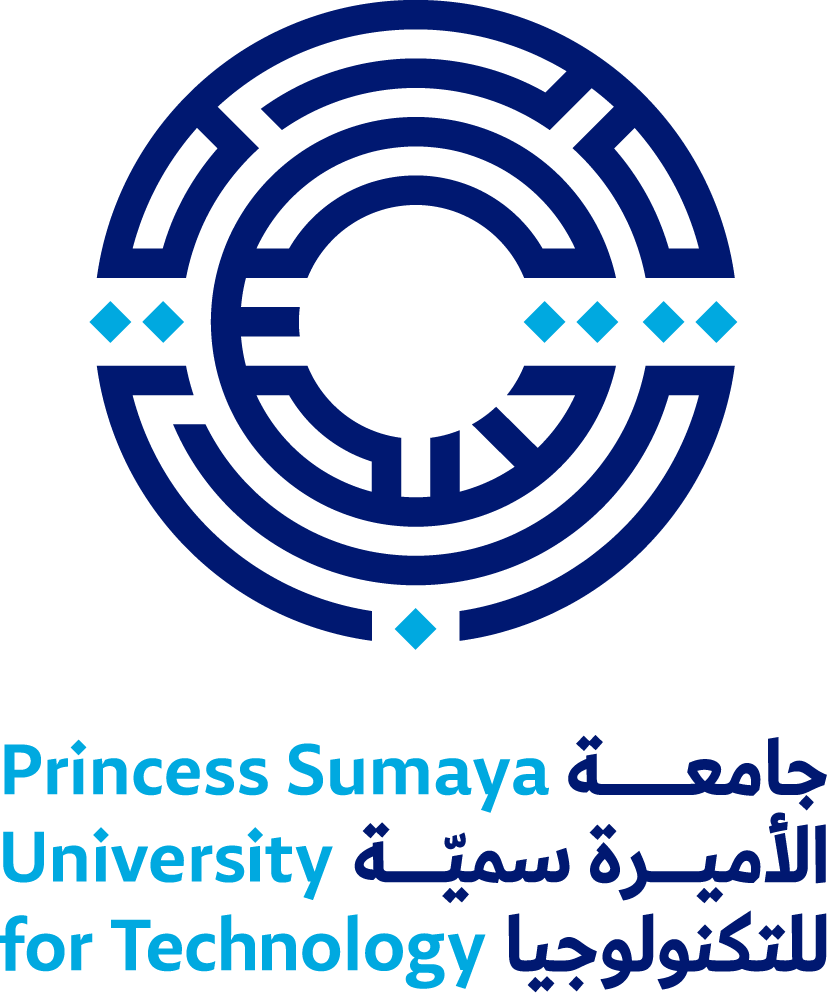 Princess Sumaya جامعة
University الأميرة سميّة
for Technology للتكنولوجيا